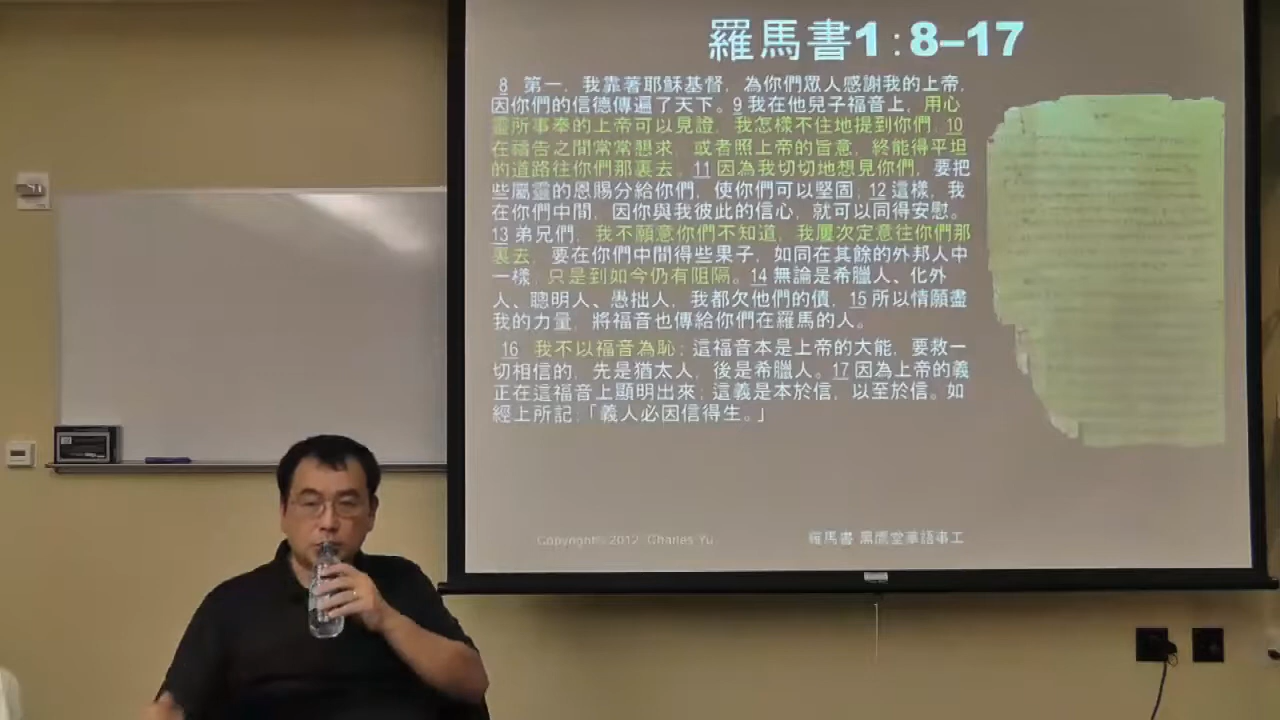 羅馬書1:8–17
8 第一，我靠著耶穌基督，為你們眾人感謝我的上帝，
因你們的信德傳遍了天下。9 我在他兒子福音上，用心
靈所事奉的上帝可以見證，我怎樣不住地提到你們，10
在禱告之間常常懇求，或者照上帝的旨意，終能得平坦
的道路往你們那裏去。11 因為我切切地想見你們，要把
些屬靈的恩賜分給你們，使你們可以堅固，12 這樣，我
在你們中間，因你與我彼此的信心，就可以同得安慰。
13 弟兄們，我不願意你們不知道，我屢次定意往你們那
裏去，要在你們中間得些果子，如同在其餘的外邦人中
一樣，只是到如今仍有阻隔。14 無論是希臘人、化外
人、聰明人、愚拙人，我都欠他們的債，15 所以情願盡
我的力量，將福音也傳給你們在羅馬的人。
16 我不以福音為恥；這福音本是上帝的大能，要救一
切相信的，先是猶太人，後是希臘人。17 因為上帝的義
正在這福音上顯明出來；這義是本於信，以至於信。如
經上所記：「義人必因信得生。」
Copyright© 2012, Charles Yu
羅馬書 鳳凰堂華語事工